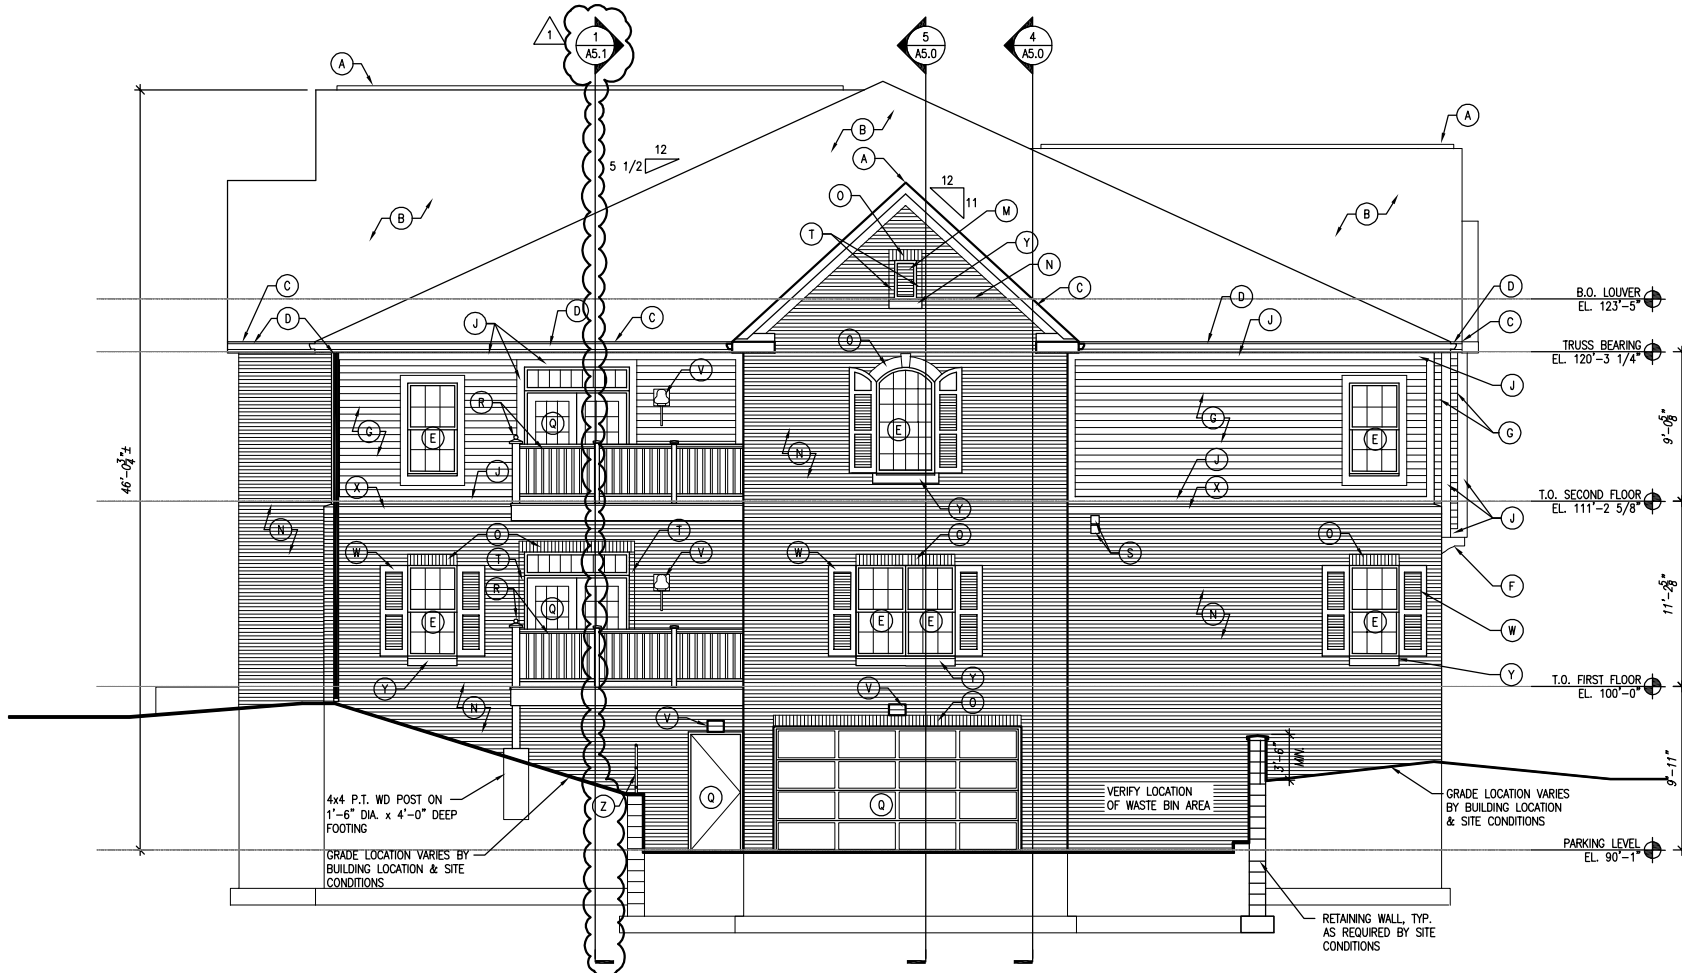 1
1
A5.1
5
A5.0
4
A5.0
A
A
B
12
5 1/2
A
12
11
O
M
B
B
T
Y
N
C
C
D
D
C
D
J
J
D
C
B.O. LOUVER
EL. 123'-5"
TRUSS BEARING
EL. 120'-3 1/4"
O
V
J
R
Q
G
E
E
G
E
G
9'-0 5/8"
46'-0 3/4"±
N
J
J
X
X
T.O. SECOND FLOOR
EL. 111'-2 5/8"
Y
J
N
O
T
O
S
O
W
T
V
W
F
R
Q
E
E
E
N
E
W
11'-2 5/8"
Y
Y
Y
T.O. FIRST FLOOR
EL. 100'-0"
N
V
V
O
3'-6"
MIN.
9'-11"
Z
Q
Q
VERIFY LOCATION
OF WASTE BIN AREA
4x4 P.T. WD POST ON
1'-6" DIA. x 4'-0" DEEP
FOOTING
GRADE LOCATION VARIES
BY BUILDING LOCATION
& SITE CONDITIONS
GRADE LOCATION VARIES BY
BUILDING LOCATION & SITE
CONDITIONS
PARKING LEVEL
EL. 90'-1"
RETAINING WALL, TYP.
AS REQUIRED BY SITE
CONDITIONS